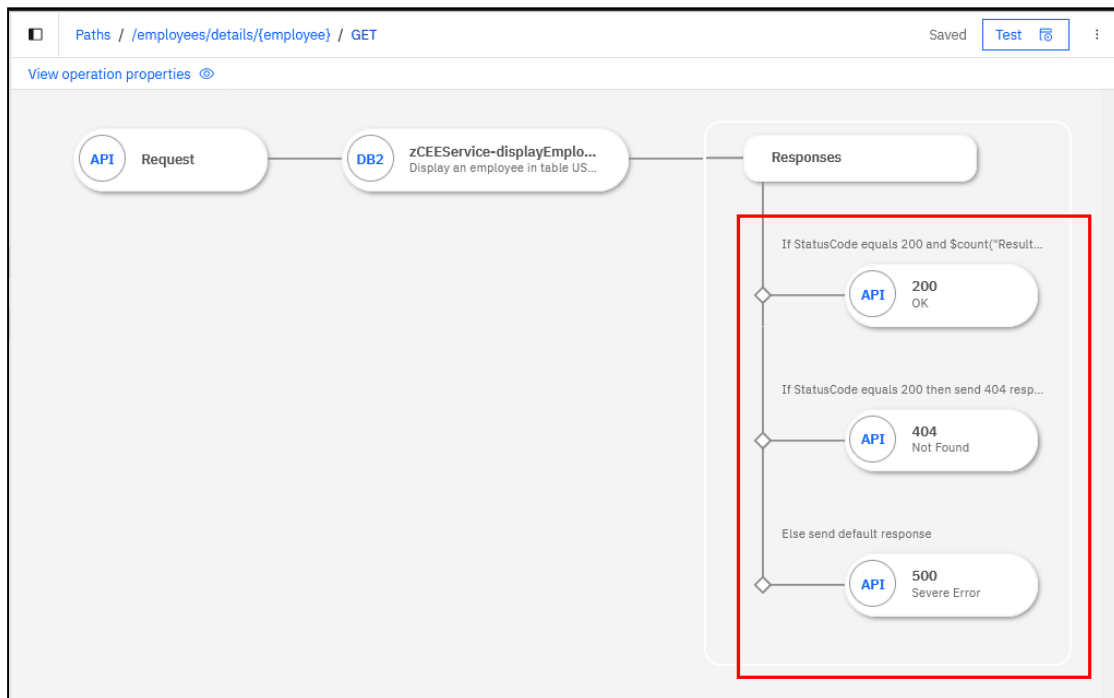 Paths / /employees/details/{employee} / GET
Saved
Test
View operation properties
API Request
DB2 zCEEService-displayEmplo...
Display an employee in table US...
Responses
If StatusCode equals 200 and $count("Result...
API 200
OK
If StatusCode equals 200 then send 404 resp...
API 404
Not Found
Else send default response
API 500
Severe Error